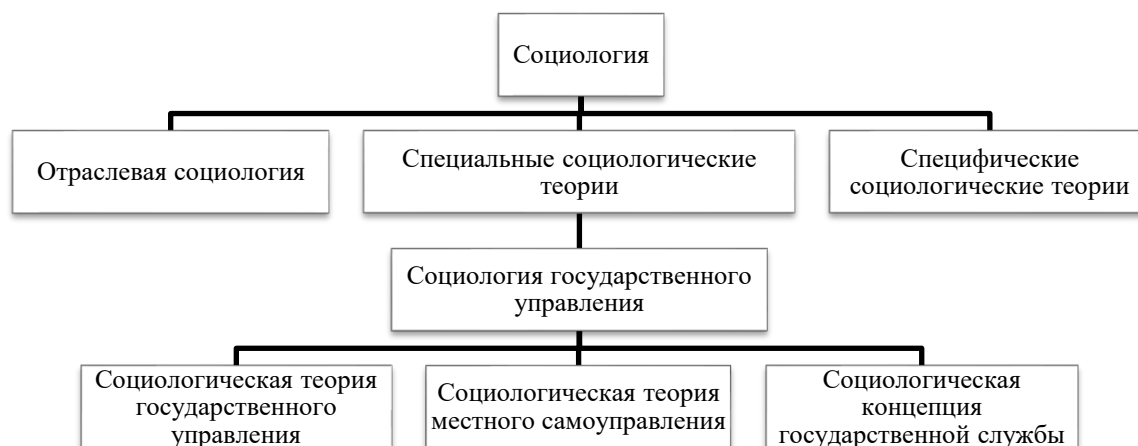 Социология
Отраслевая социология
Специальные социологические
теории
Специфические
социологические теории
Социология государственного
управления
Социологическая теория
государственного
управления
Социологическая теория
местного самоуправления
Социологическая
концепция
государственной службы